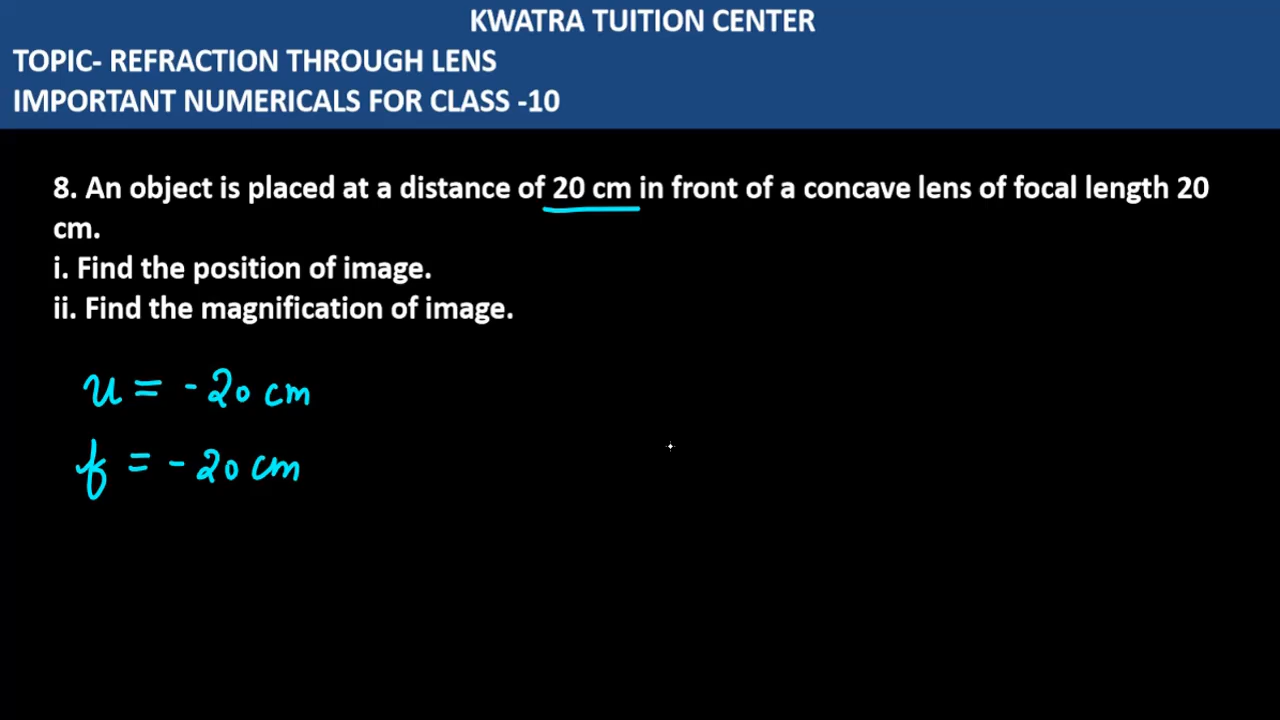 KWATRA TUITION CENTER
TOPIC- REFRACTION THROUGH LENS
IMPORTANT NUMERICALS FOR CLASS -10
8. An object is placed at a distance of 20 cm in front of a concave lens of focal length 20
cm.
i. Find the position of image.
ii. Find the magnification of image.
u = -20 cm
f = -20 cm